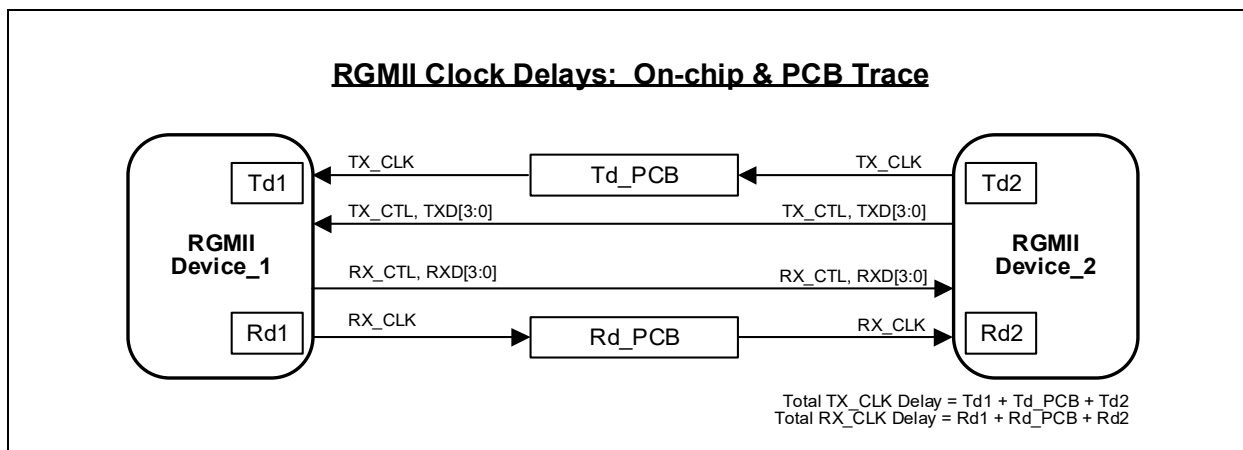 RGMII Clock Delays: On-chip & PCB Trace
TX_CLK
TX_CLK
Td1
Td_PCB
Td2
TX_CTL, TXD[3:0]
TX_CTL, TXD[3:0]
RGMII
Device_1
RGMII
Device_2
RX_CTL, RXD[3:0]
RX_CTL, RXD[3:0]
RX_CLK
RX_CLK
Rd1
Rd_PCB
Rd2
Total TX_CLK Delay = Td1 + Td_PCB + Td2
Total RX_CLK Delay = Rd1 + Rd_PCB + Rd2